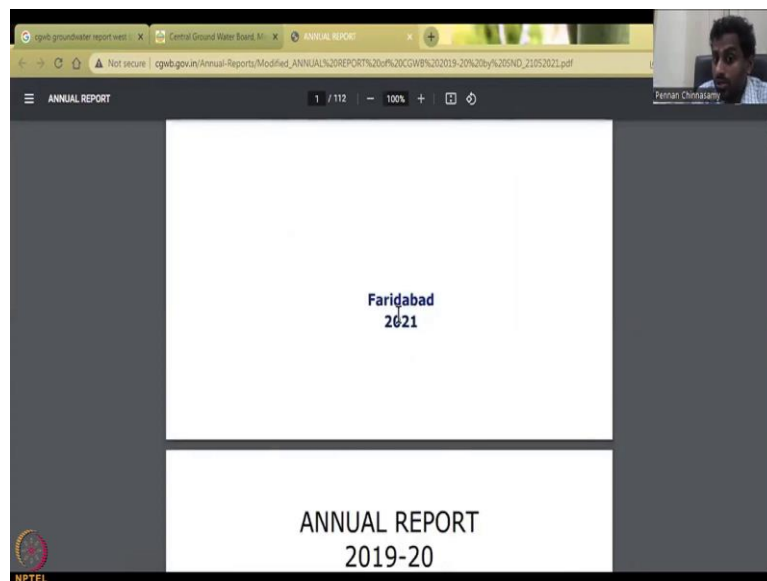 cgwb groundwater report west
Central Ground Water Board, Mi
ANNUAL REPORT
Not secure | cgwb.gov.in/Annual-Reports/Modified_ANNUAL%20REPORT%20of%20CGWB%202019-20%20by%20SND_21052021.pdf
ANNUAL REPORT
1 / 112 | − 100% +
Pennan Chinnasamy
Faridabad
2021
ANNUAL REPORT
2019-20
NPTEL